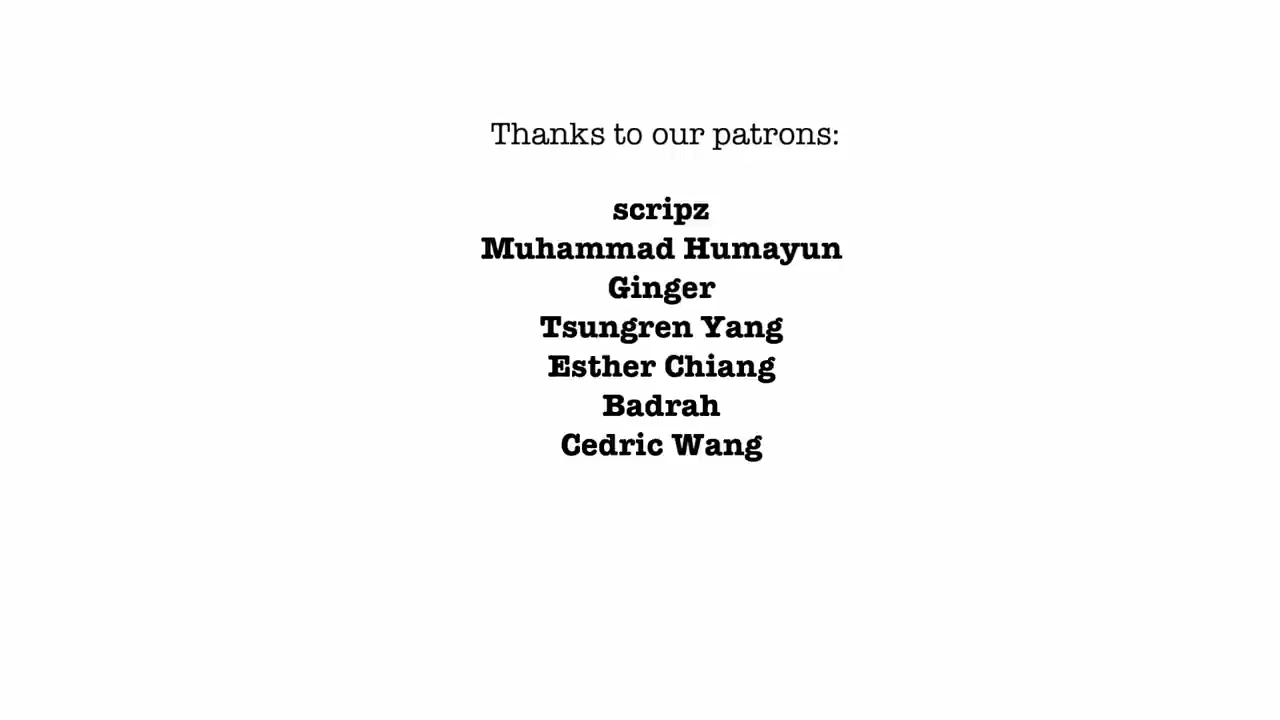 Thanks to our patrons:
scripz
Muhammad Humayun
Ginger
Tsungren Yang
Esther Chiang
Badrah
Cedric Wang